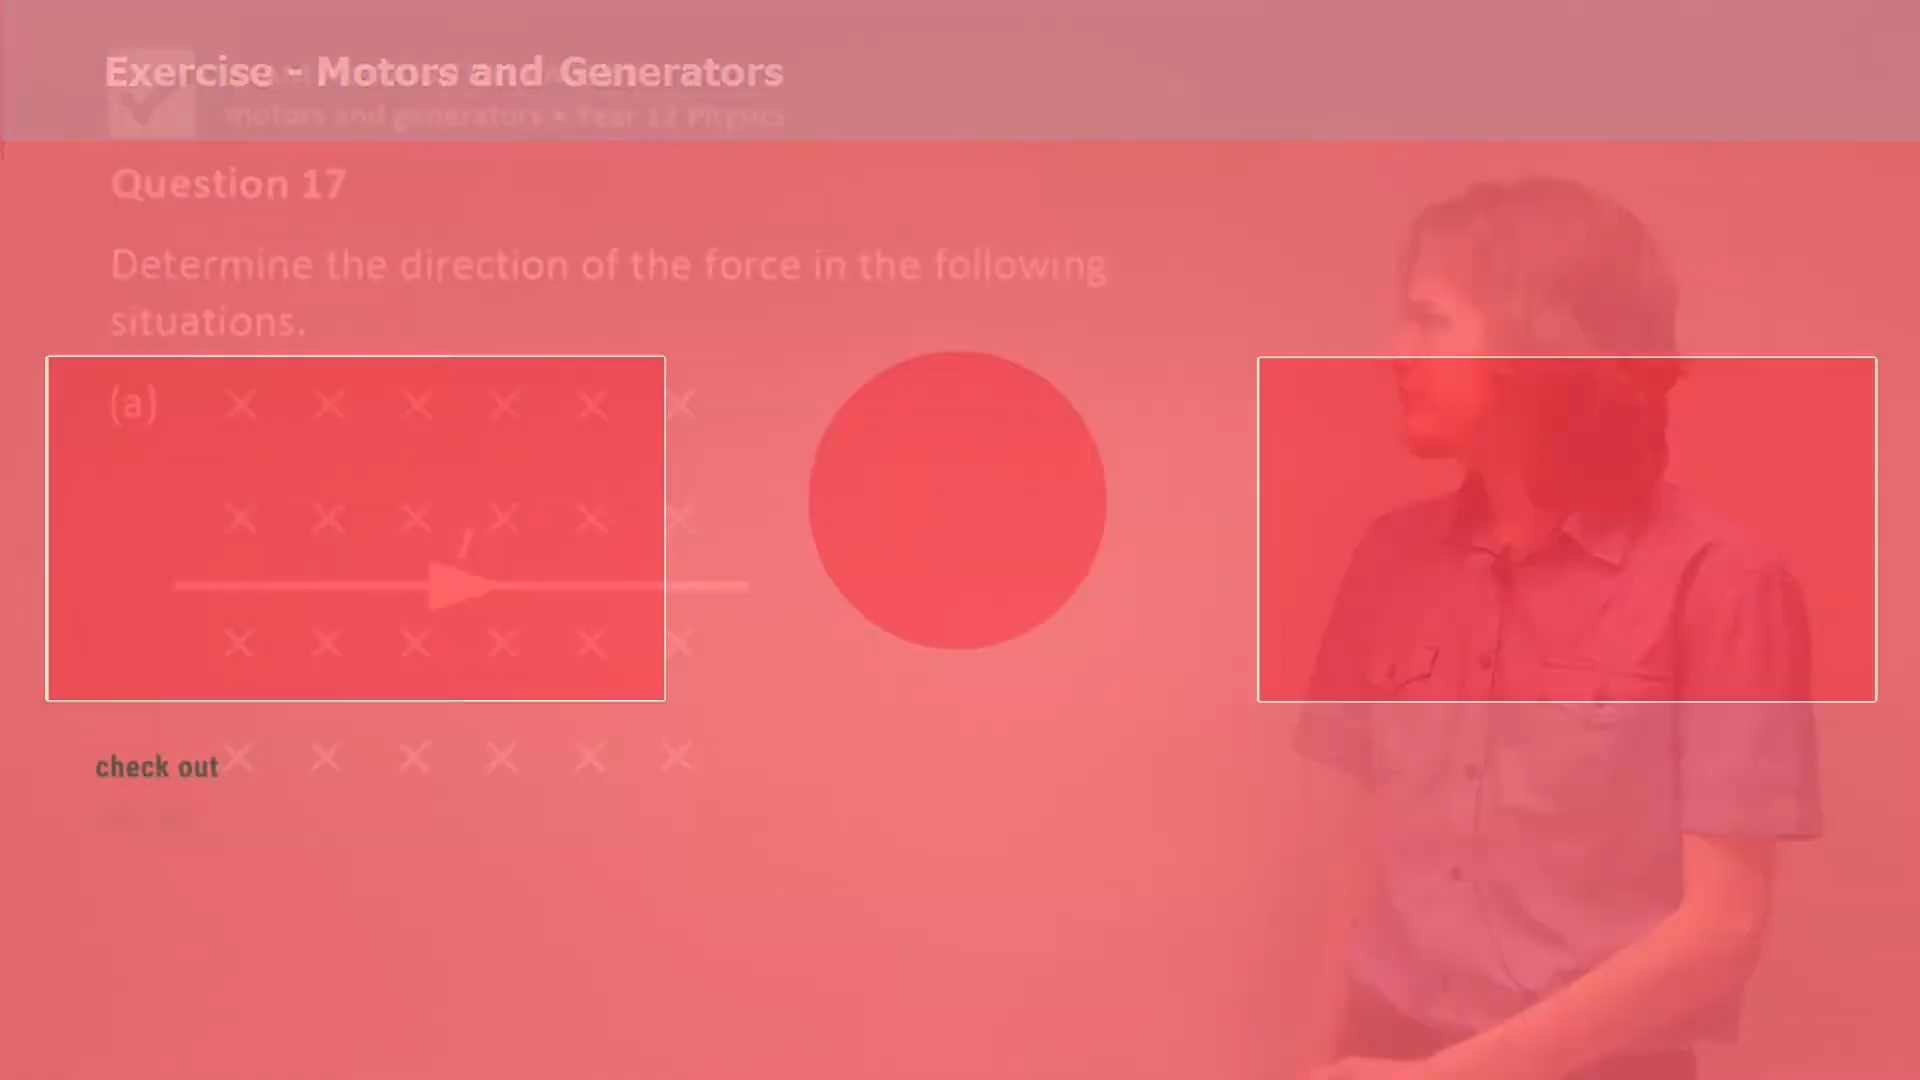 Exercise - Motors and Generators
motors and generators • Year 12 Physics
Question 17
Determine the direction of the force in the following
situations.
(a)
I
check out